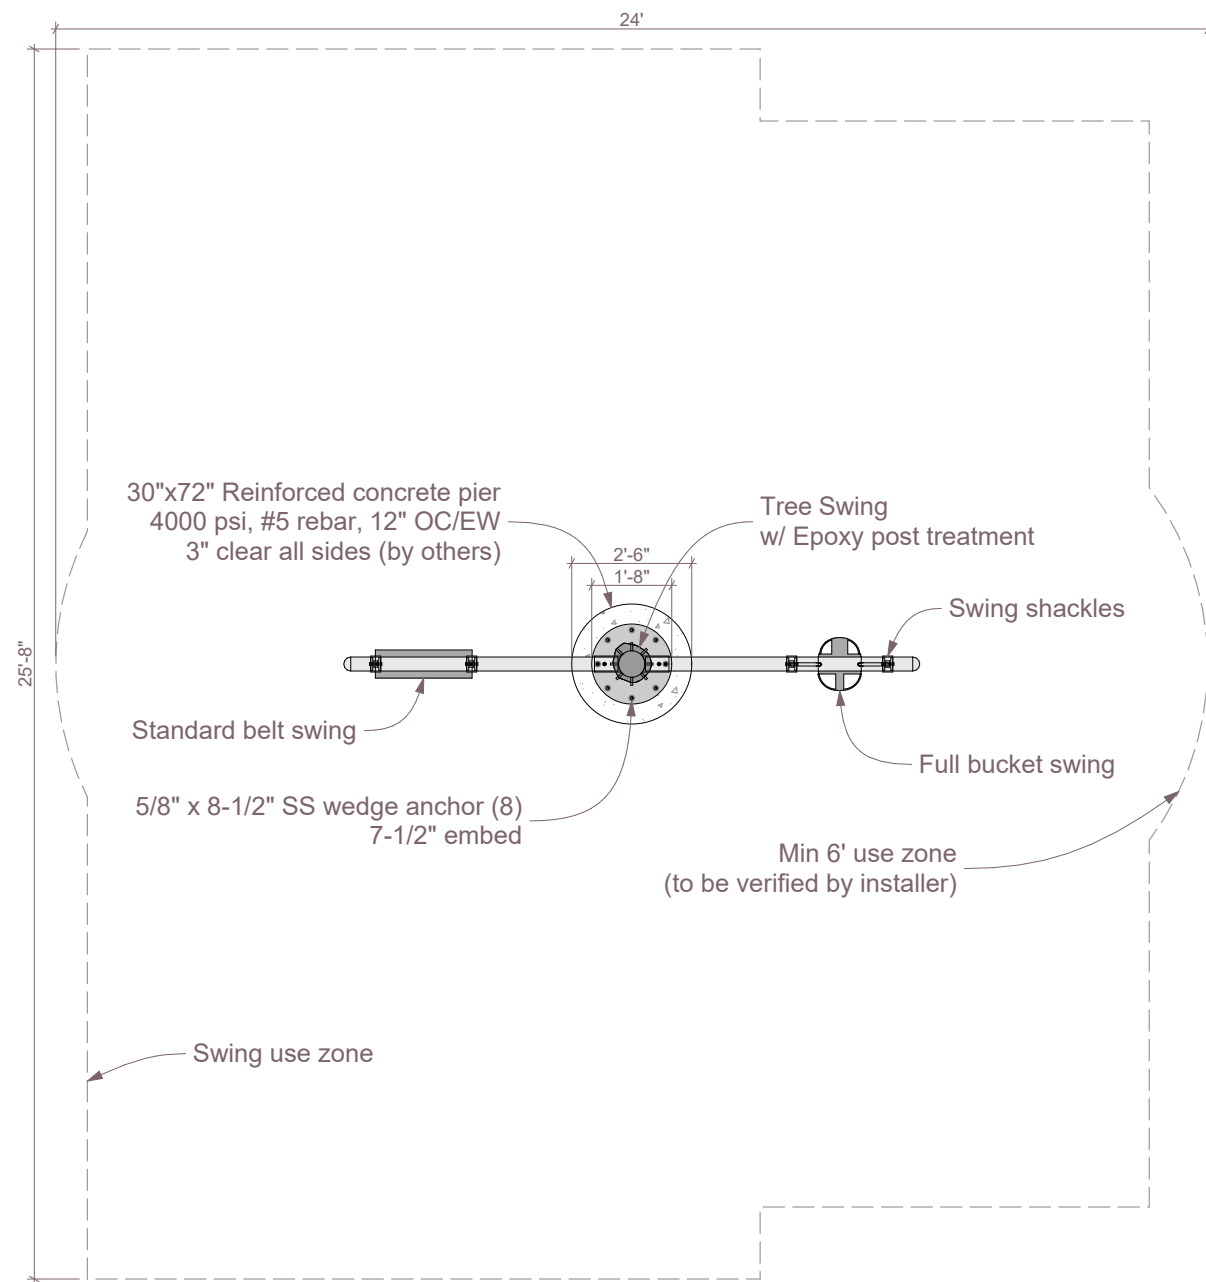 24'
25'-8"
30"x72" Reinforced concrete pier
4000 psi, #5 rebar, 12" OC/EW
3" clear all sides (by others)
Tree Swing
w/ Epoxy post treatment
2'-6"
1'-8"
Swing shackles
Standard belt swing
Full bucket swing
5/8" x 8-1/2" SS wedge anchor (8)
7-1/2" embed
Min 6' use zone
(to be verified by installer)
Swing use zone